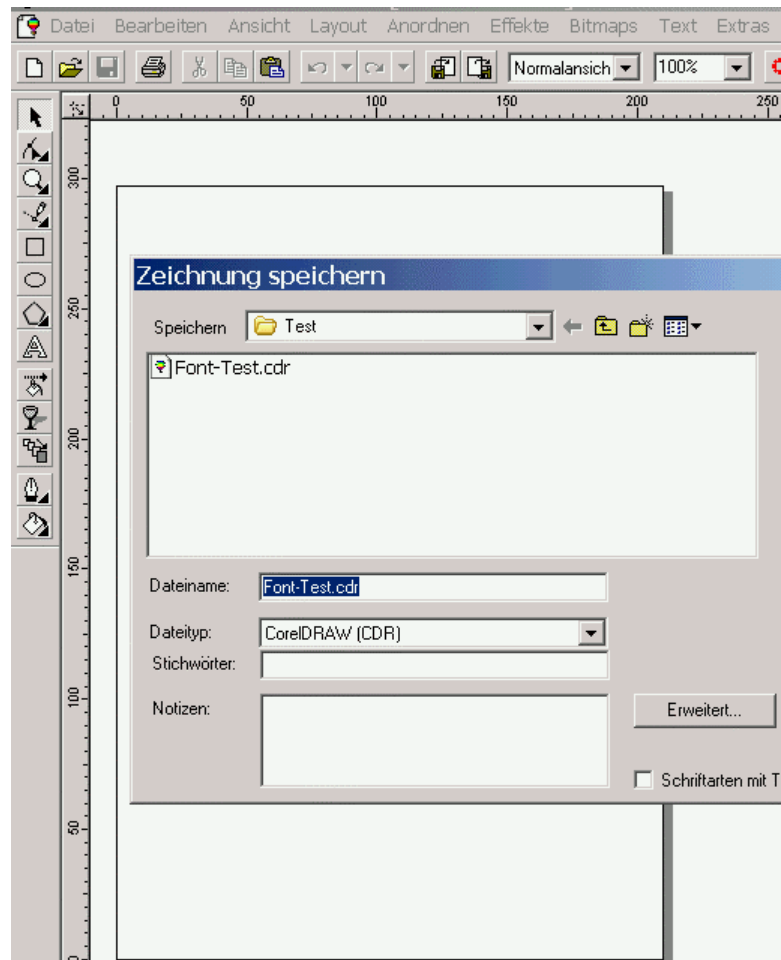 Datei Bearbeiten Ansicht Layout Anordnen Effekte Bitmaps Text Extras
Normalansich 100%
0 50 100 150 200 250
300
Zeichnung speichern
250
Speichern Test
Font-Test.cdr
200
150
Dateiname: Font-Test.cdr
Dateityp: CorelDRAW (CDR)
Stichwörter:
100
Notizen: Erweitert...
Schriftarten mit T
50
0